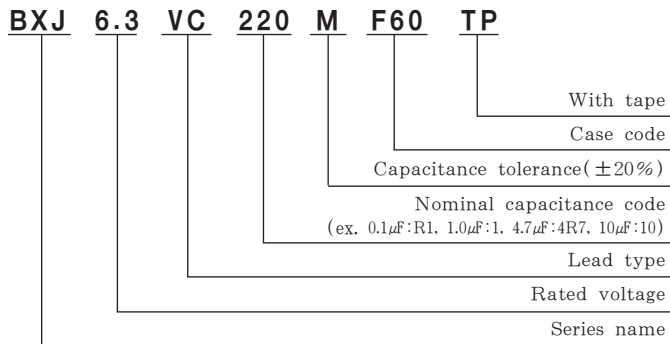 BXJ 6.3 VC 220 M F60 TP
With tape
Case code
Capacitance tolerance(±20%)
Nominal capacitance code
(ex. 0.1μF:R1, 1.0μF:1, 4.7μF:4R7, 10μF:10)
Lead type
Rated voltage
Series name